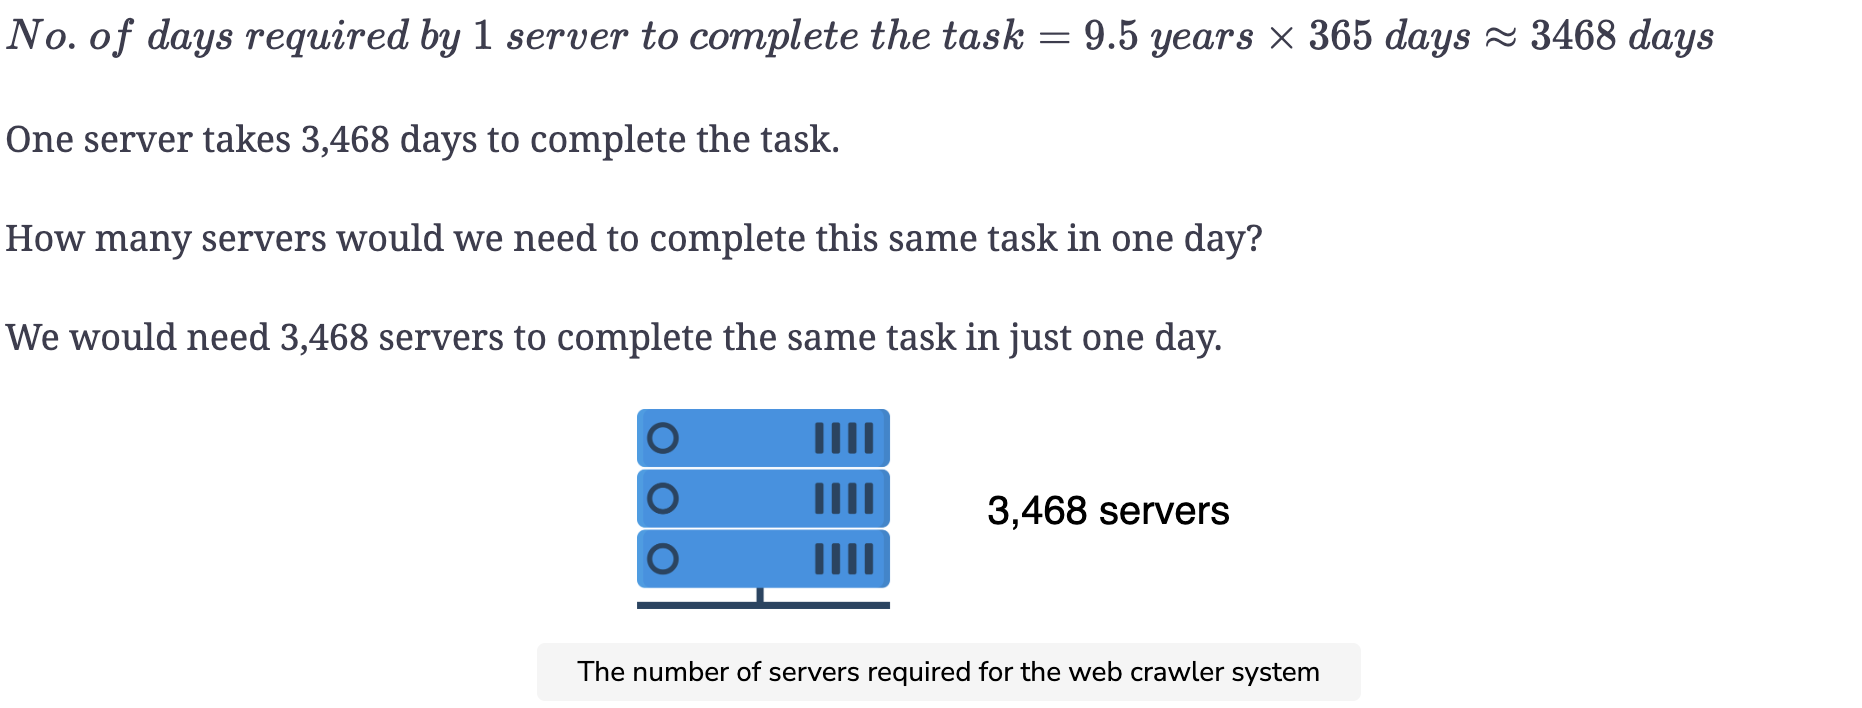 No. of days required by 1 server to complete the task = 9.5 years × 365 days ≈ 3468 days
One server takes 3,468 days to complete the task.
How many servers would we need to complete this same task in one day?
We would need 3,468 servers to complete the same task in just one day.
3,468 servers
The number of servers required for the web crawler system